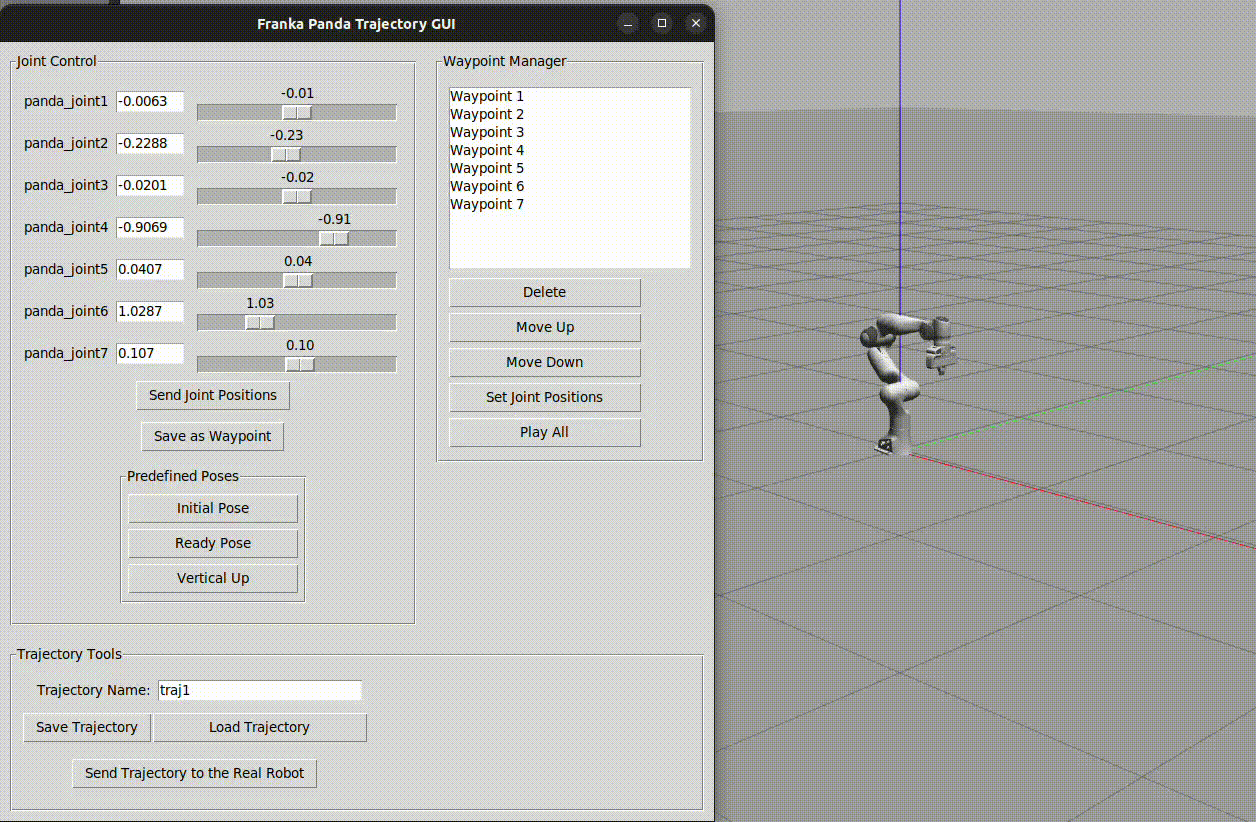 Franka Panda Trajectory GUI
Joint Control
panda_joint1 -0.0063 -0.01
panda_joint2 -0.2288 -0.23
panda_joint3 -0.0201 -0.02
panda_joint4 -0.9069 -0.91
panda_joint5 0.0407 0.04
panda_joint6 1.0287 1.03
panda_joint7 0.107 0.10
Send Joint Positions
Save as Waypoint
Predefined Poses
Initial Pose
Ready Pose
Vertical Up
Waypoint Manager
Waypoint 1
Waypoint 2
Waypoint 3
Waypoint 4
Waypoint 5
Waypoint 6
Waypoint 7
Delete
Move Up
Move Down
Set Joint Positions
Play All
Trajectory Tools
Trajectory Name: traj1
Save Trajectory Load Trajectory
Send Trajectory to the Real Robot